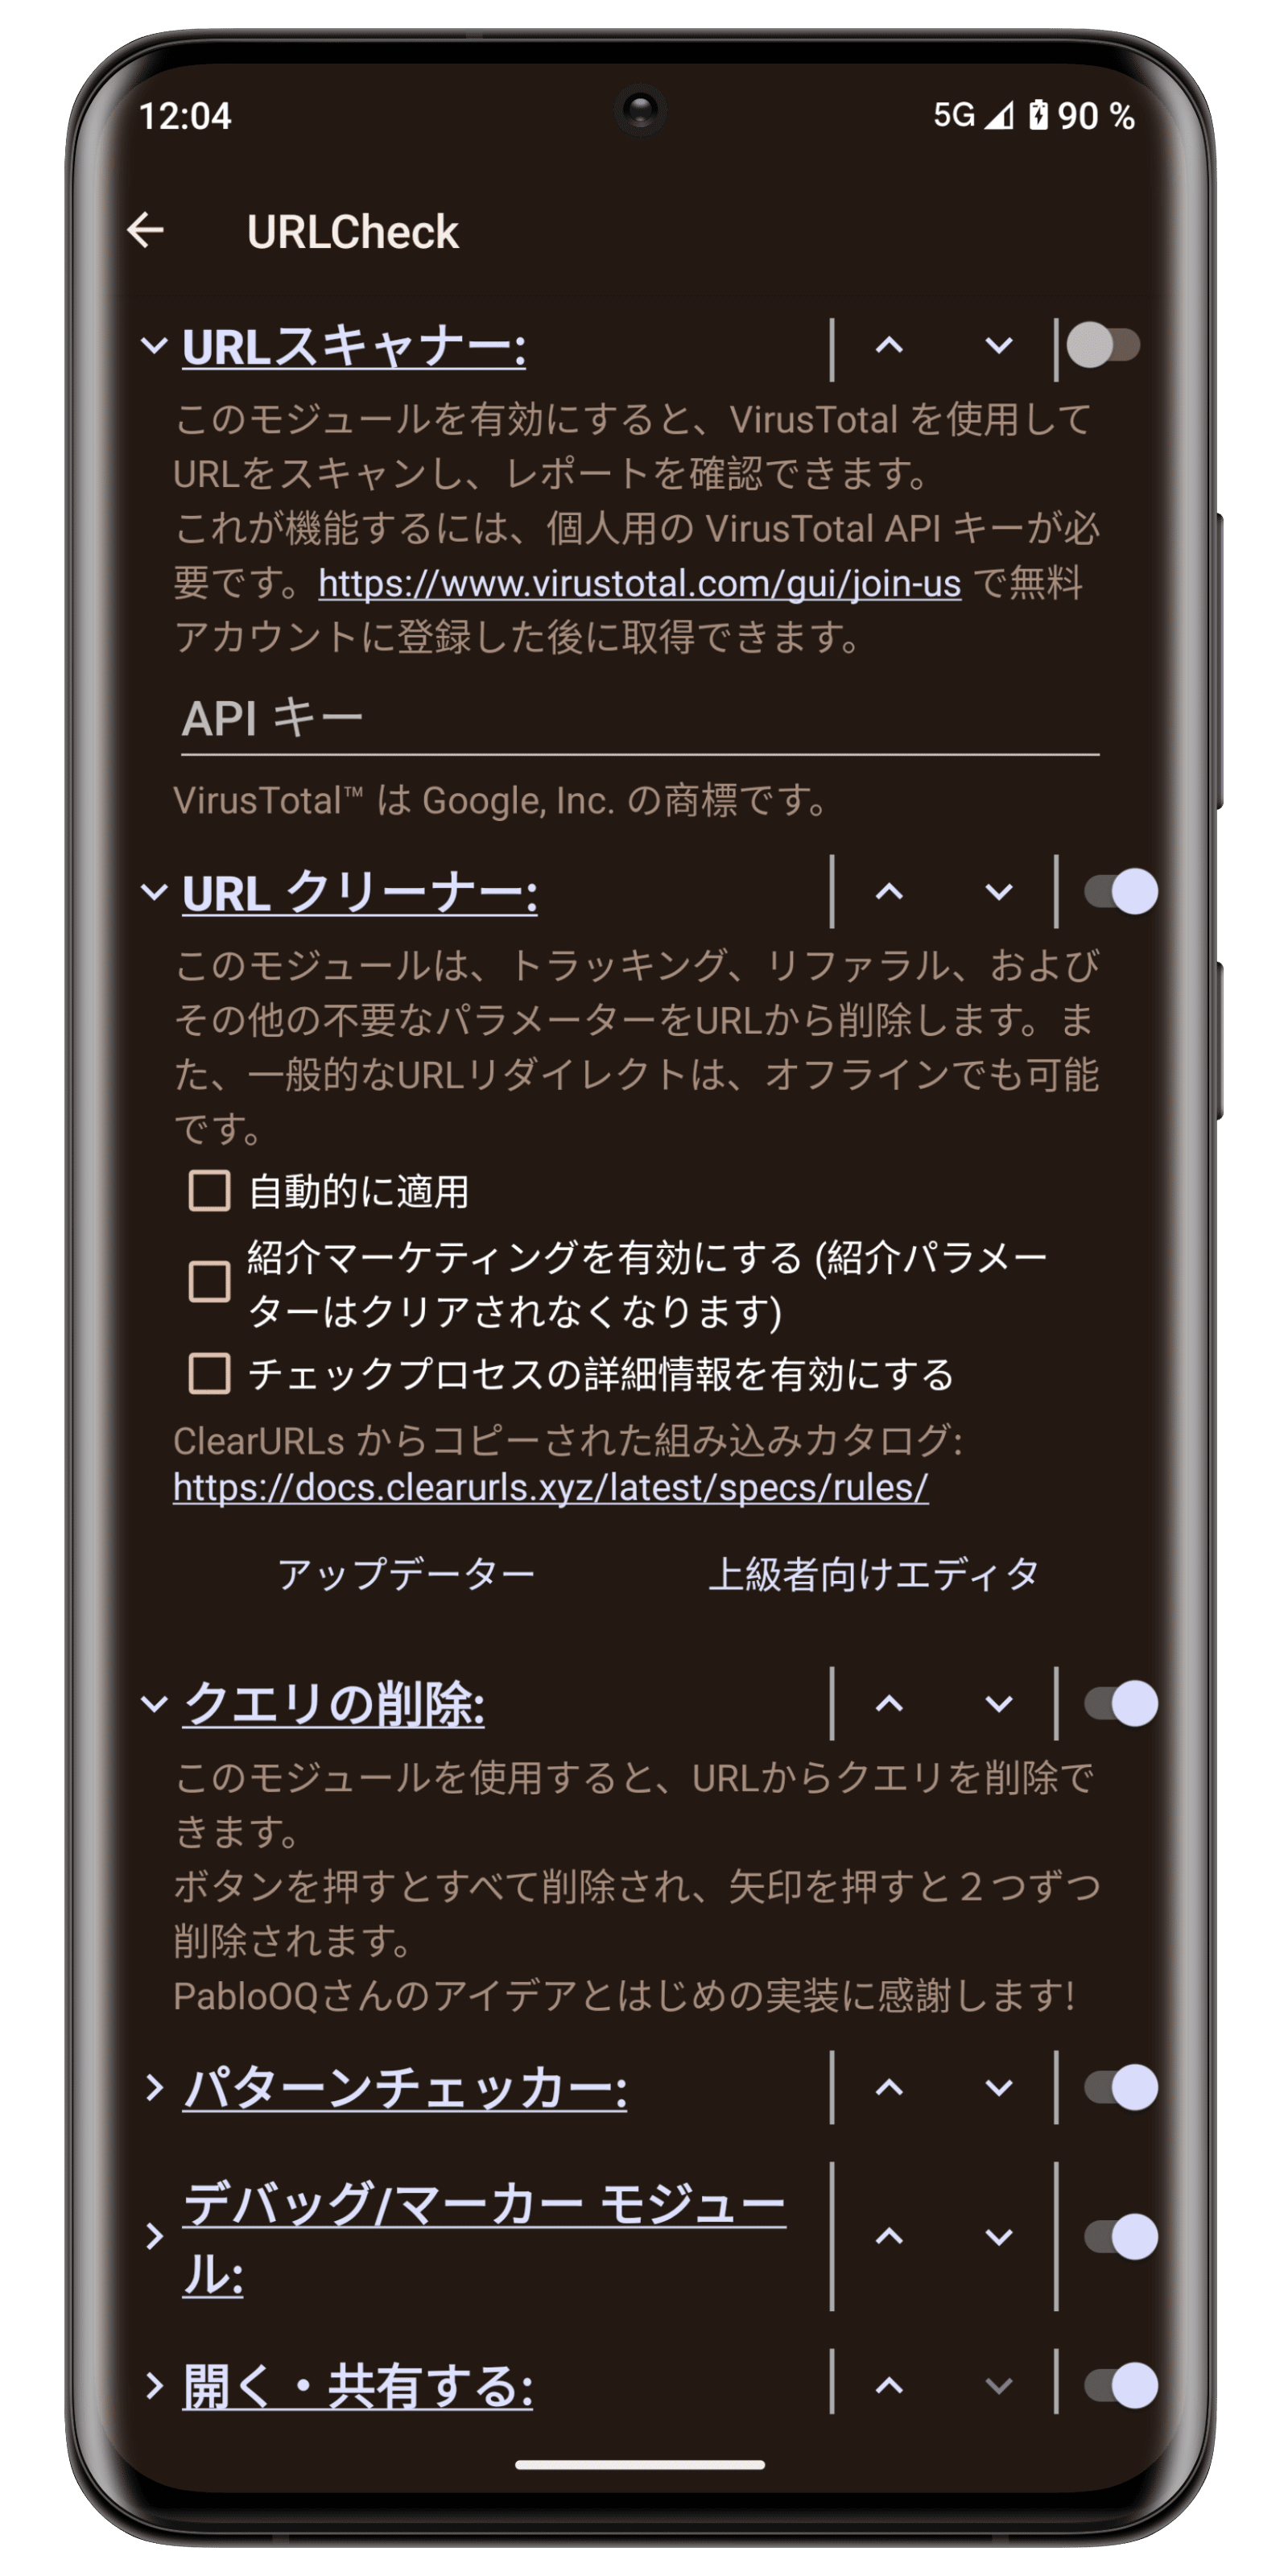 12:04
5G 90 %
URLCheck
URLスキャナー:
このモジュールを有効にすると、VirusTotal を使用して
URLをスキャンし、レポートを確認できます。
これが機能するには、個人用の VirusTotal API キーが必
要です。https://www.virustotal.com/gui/join-us で無料
アカウントに登録した後に取得できます。
API キー
VirusTotal™ は Google, Inc. の商標です。
URL クリーナー:
このモジュールは、トラッキング、リファラル、および
その他の不要なパラメーターをURLから削除します。ま
た、一般的なURLリダイレクトは、オフラインでも可能
です。
自動的に適用
紹介マーケティングを有効にする (紹介パラメー
ターはクリアされなくなります)
チェックプロセスの詳細情報を有効にする
ClearURLs からコピーされた組み込みカタログ:
https://docs.clearurls.xyz/latest/specs/rules/
アップデーター
上級者向けエディタ
クエリの削除:
このモジュールを使用すると、URLからクエリを削除で
きます。
ボタンを押すとすべて削除され、矢印を押すと２つずつ
削除されます。
PabloOQさんのアイデアとはじめの実装に感謝します!
パターンチェッカー:
デバッグ/マーカー モジュー
ル:
開く・共有する: